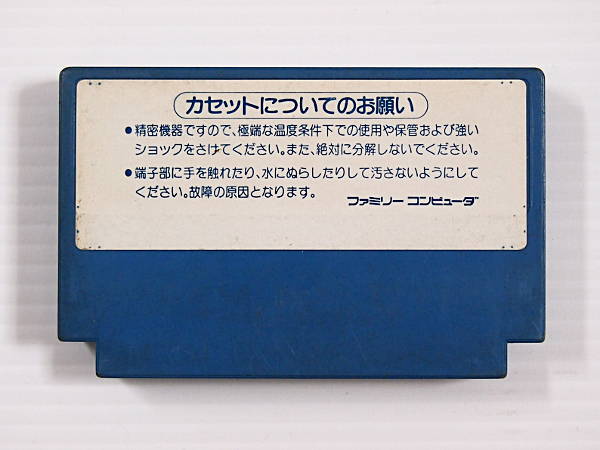 カセットについてのお願い
●精密機器ですので、極端な温度条件下での使用や保管および強い
ショックをさけてください。また、絶対に分解しないでください。
●端子部に手を触れたり、水にぬらしたりして汚さないようにして
ください。故障の原因となります。
ファミリー コンピュータ